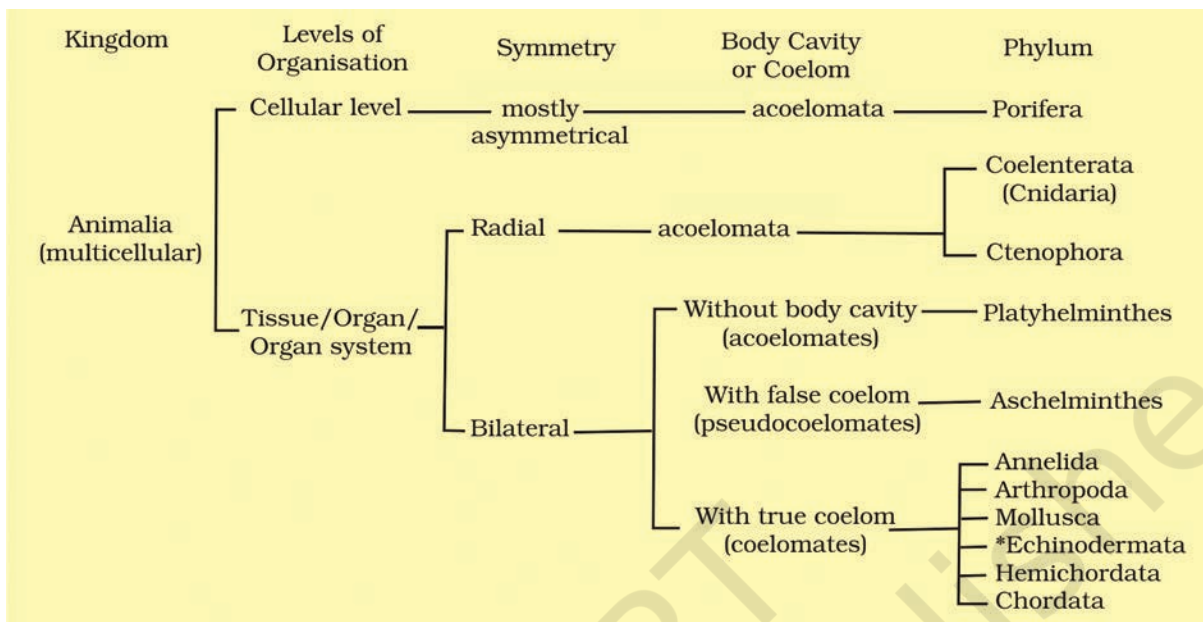 Kingdom
Levels of
Organisation
Symmetry
Body Cavity
or Coelom
Phylum
Cellular level
mostly
asymmetrical
acoelomata
Porifera
Animalia
(multicellular)
Radial
acoelomata
Coelenterata
(Cnidaria)
Ctenophora
Tissue/Organ/
Organ system
Bilateral
Without body cavity
(acoelomates)
Platyhelminthes
With false coelom
(pseudocoelomates)
Aschelminthes
With true coelom
(coelomates)
Annelida
Arthropoda
Mollusca
*Echinodermata
Hemichordata
Chordata